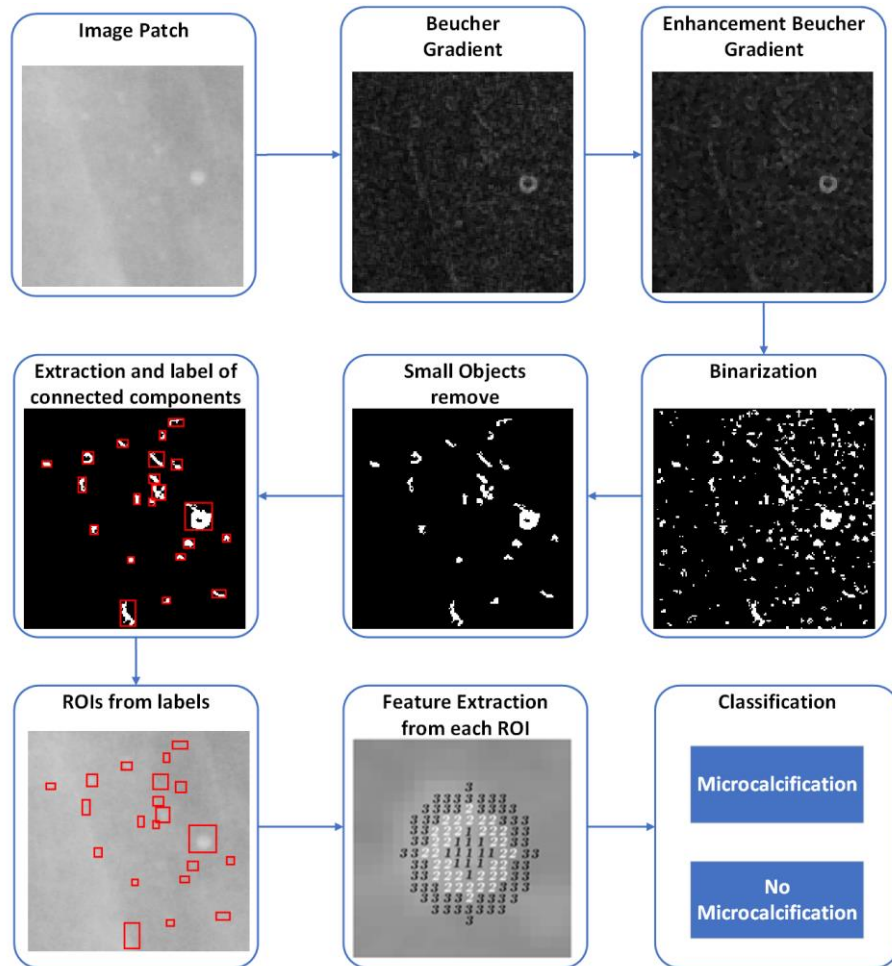 Image Patch
Beucher
Gradient
Enhancement Beucher
Gradient
Extraction and label of
connected components
Small Objects
remove
Binarization
ROIs from labels
Feature Extraction
from each ROI
Classification
Microcalcification
No
Microcalcification